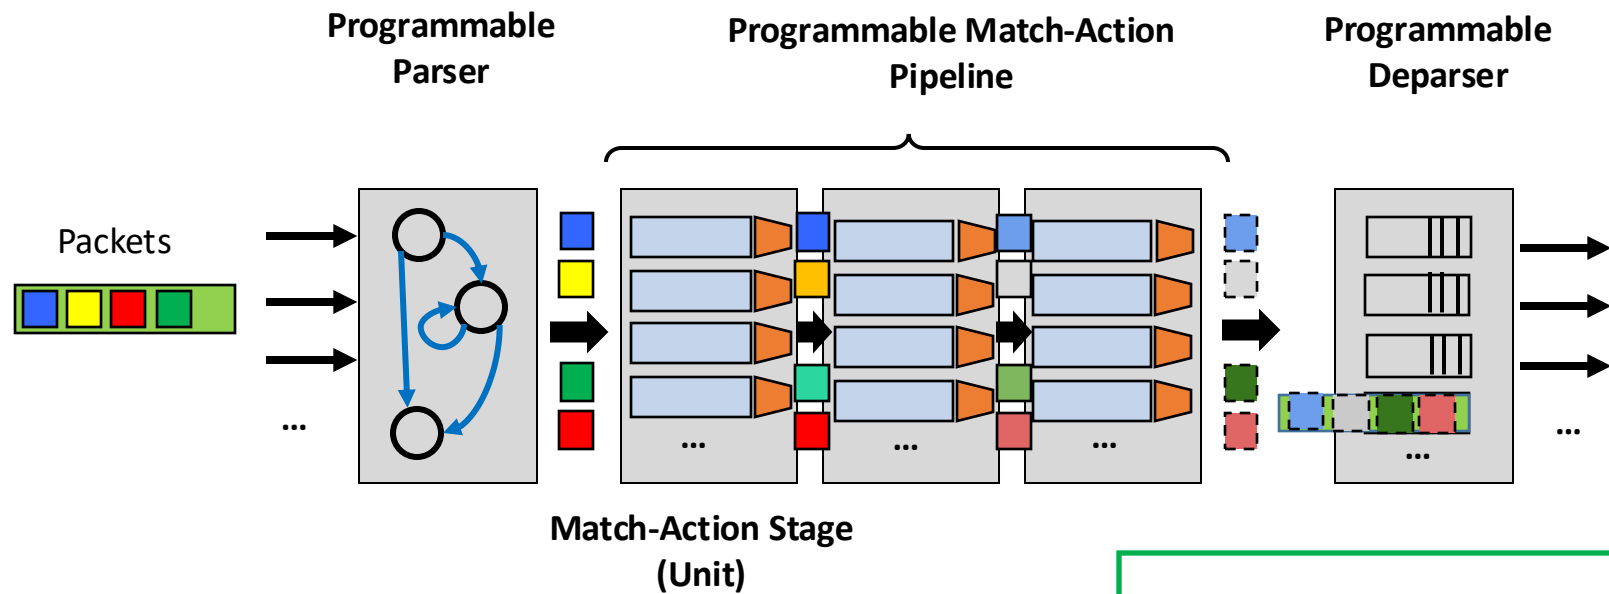 Programmable
Parser
Programmable Match-Action
Pipeline
Programmable
Deparser
Packets
...
...
...
...
...
...
Match-Action Stage
(Unit)